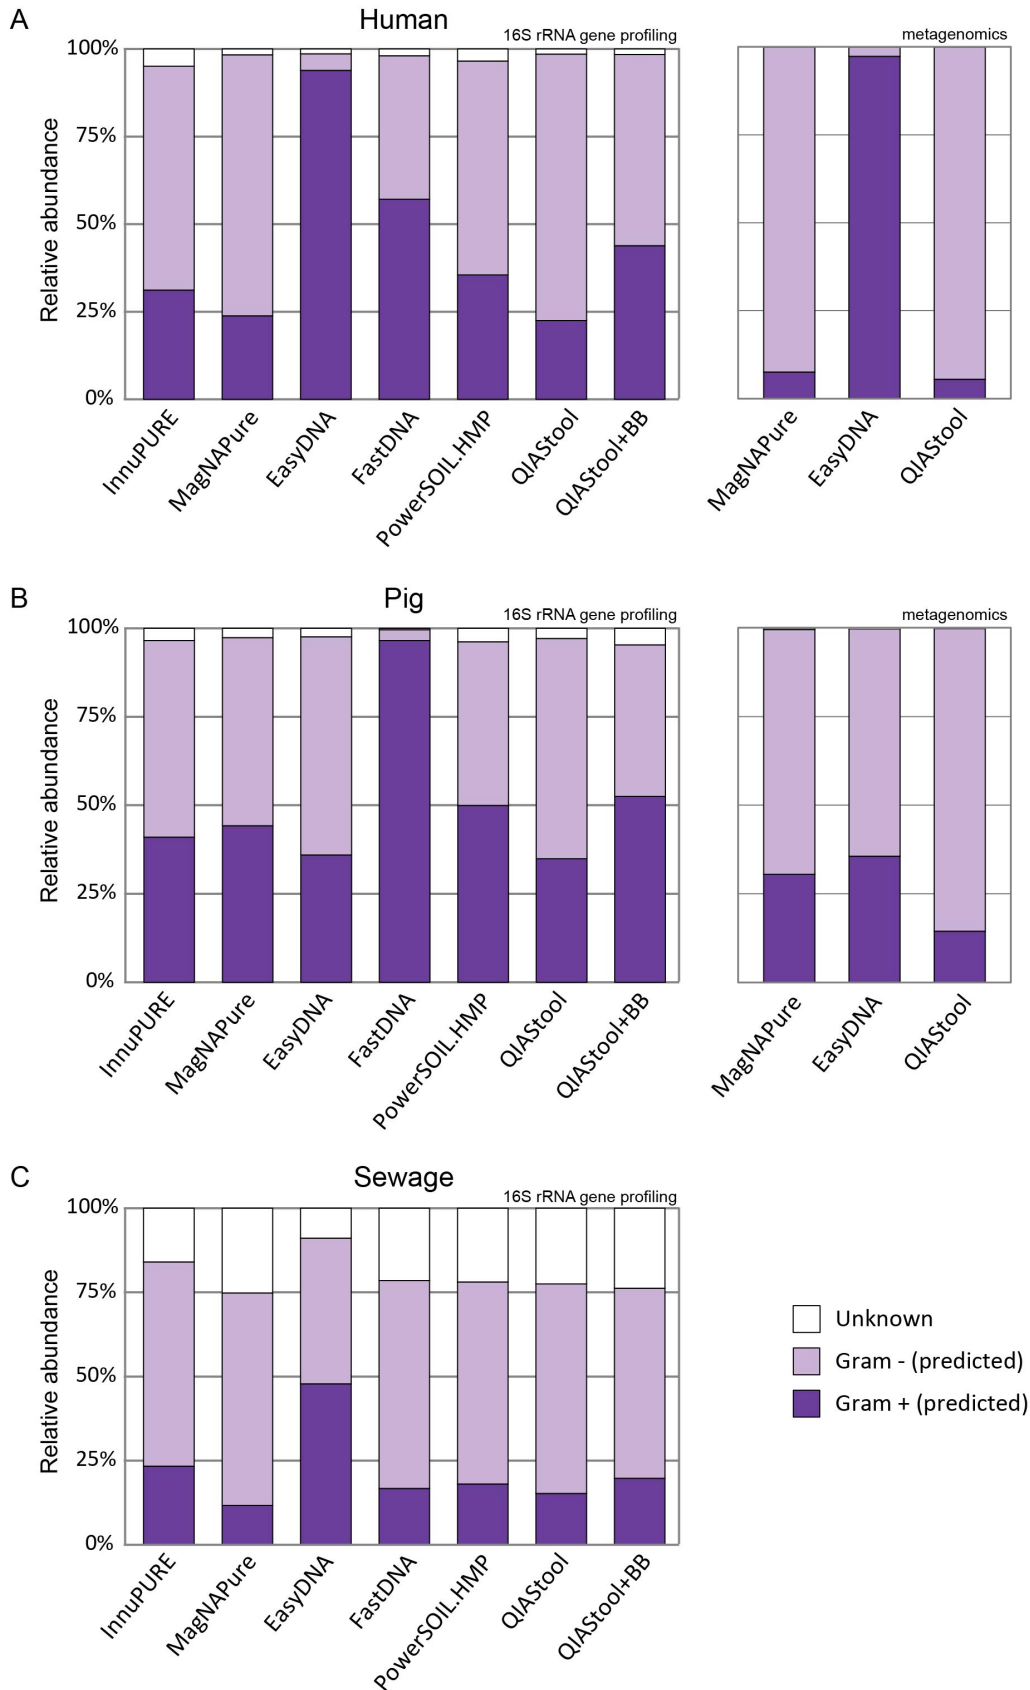 A
Human
16S rRNA gene profiling
metagenomics
Relative abundance
100%
75%
50%
25%
0%
InnuPURE
MagNAPure
EasyDNA
FastDNA
PowerSOIL.HMP
QIAStool
QIAStool+BB
MagNAPure
EasyDNA
QIAStool
B
Pig
16S rRNA gene profiling
metagenomics
Relative abundance
100%
75%
50%
25%
0%
InnuPURE
MagNAPure
EasyDNA
FastDNA
PowerSOIL.HMP
QIAStool
QIAStool+BB
MagNAPure
EasyDNA
QIAStool
C
Sewage
16S rRNA gene profiling
Relative abundance
100%
75%
50%
25%
0%
InnuPURE
MagNAPure
EasyDNA
FastDNA
PowerSOIL.HMP
QIAStool
QIAStool+BB
Unknown
Gram - (predicted)
Gram + (predicted)